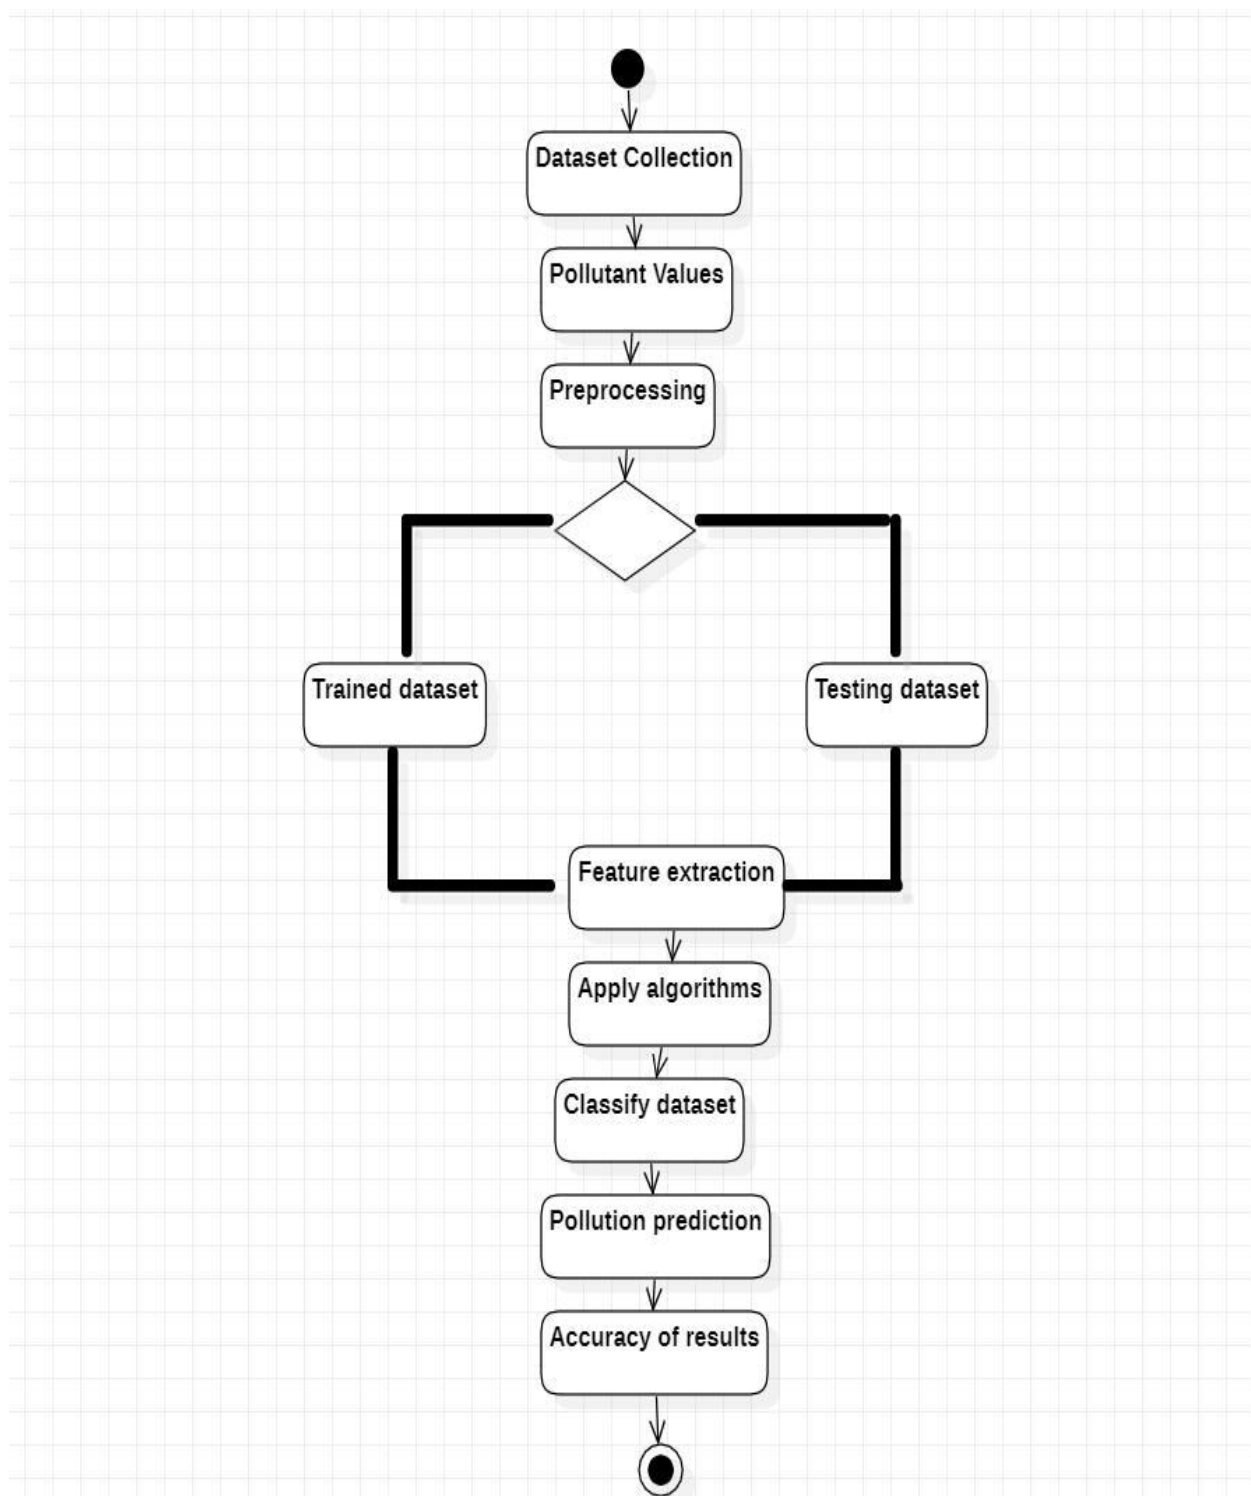 Dataset Collection
Pollutant Values
Preprocessing
Trained dataset
Testing dataset
Feature extraction
Apply algorithms
Classify dataset
Pollution prediction
Accuracy of results